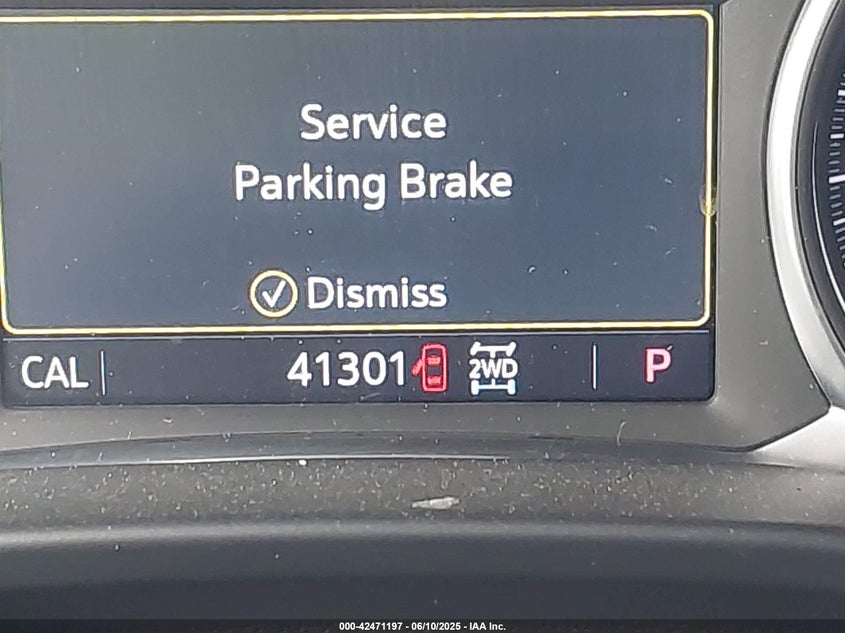 Service
Parking Brake
Dismiss
CAL 41301 2WD P
000-42471197 - 06/10/2025 - IAA Inc.